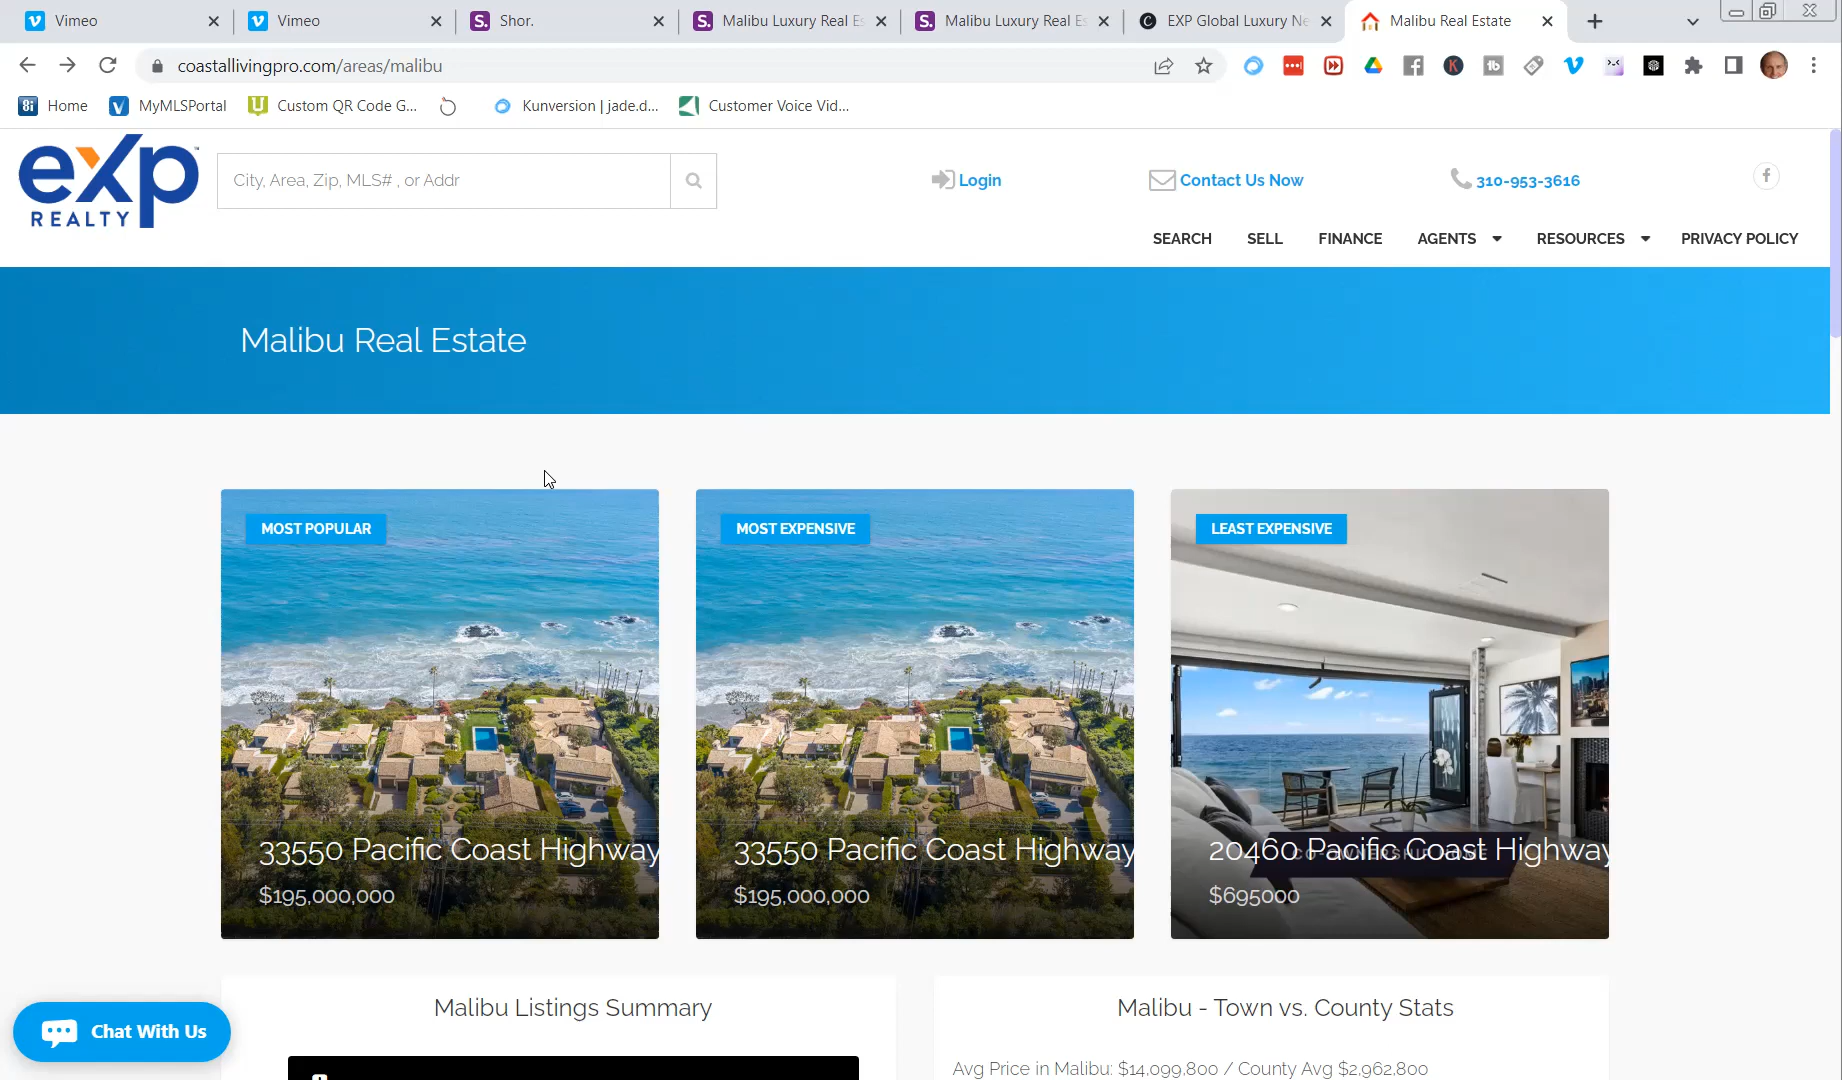 Vimeo
Vimeo
Shor.
Malibu Luxury Real Es
Malibu Luxury Real Es
EXP Global Luxury Ne
Malibu Real Estate
coastallivingpro.com/areas/malibu
Home
MyMLSPortal
Custom QR Code G...
Kunversion | jade.d...
Customer Voice Vid...
eXp
REALTY
City, Area, Zip, MLS# , or Addr
Login
Contact Us Now
310-953-3616
SEARCH
SELL
FINANCE
AGENTS
RESOURCES
PRIVACY POLICY
Malibu Real Estate
MOST POPULAR
33550 Pacific Coast Highway
$195,000,000
MOST EXPENSIVE
33550 Pacific Coast Highway
$195,000,000
LEAST EXPENSIVE
CO-OWNERSHIP HOME
20460 Pacific Coast Highway
$695000
Malibu Listings Summary
Malibu - Town vs. County Stats
Avg Price in Malibu: $14,099,800 / County Avg $2,962,800
Chat With Us